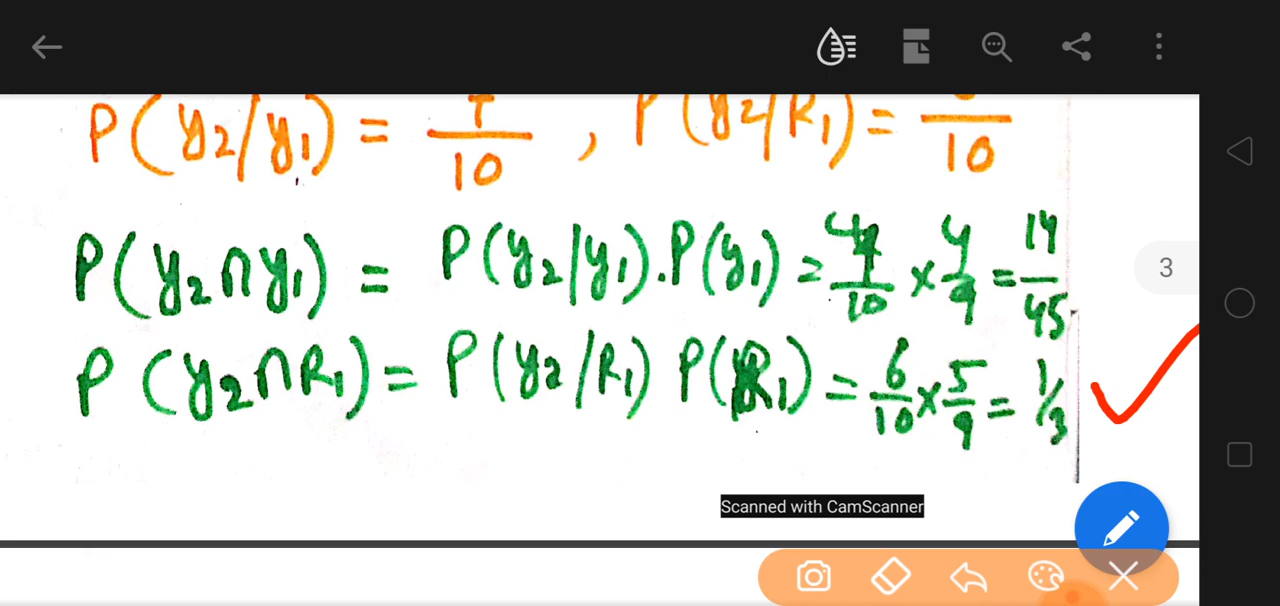 P(y2/y1) = /10 , P(y2/R1) = /10
P(y2∩y1) = P(y2/y1).P(y1) = 4/10 × 4/9 = 14/45
3
P(y2∩R1) = P(y2/R1) P(R1) = 6/10 × 5/9 = 1/3
Scanned with CamScanner